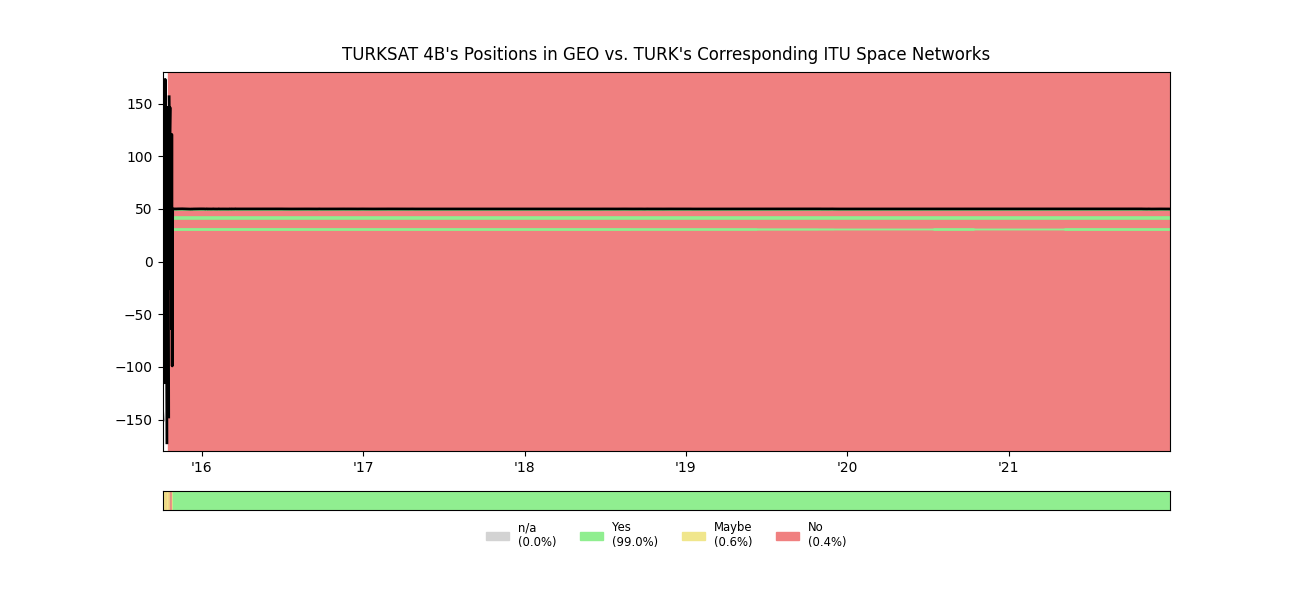 TURKSAT 4B's Positions in GEO vs. TURK's Corresponding ITU Space Networks
150
100
50
0
−50
−100
−150
'16 '17 '18 '19 '20 '21
n/a Yes Maybe No
(0.0%) (99.0%) (0.6%) (0.4%)